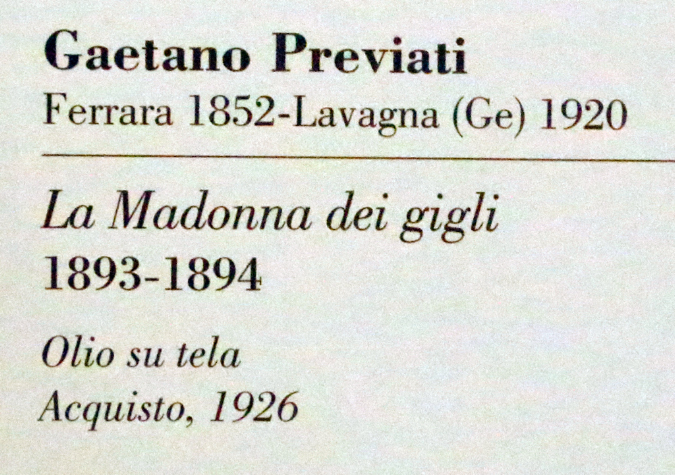 Gaetano Previati
Ferrara 1852-Lavagna (Ge) 1920
La Madonna dei gigli
1893-1894
Olio su tela
Acquisto, 1926